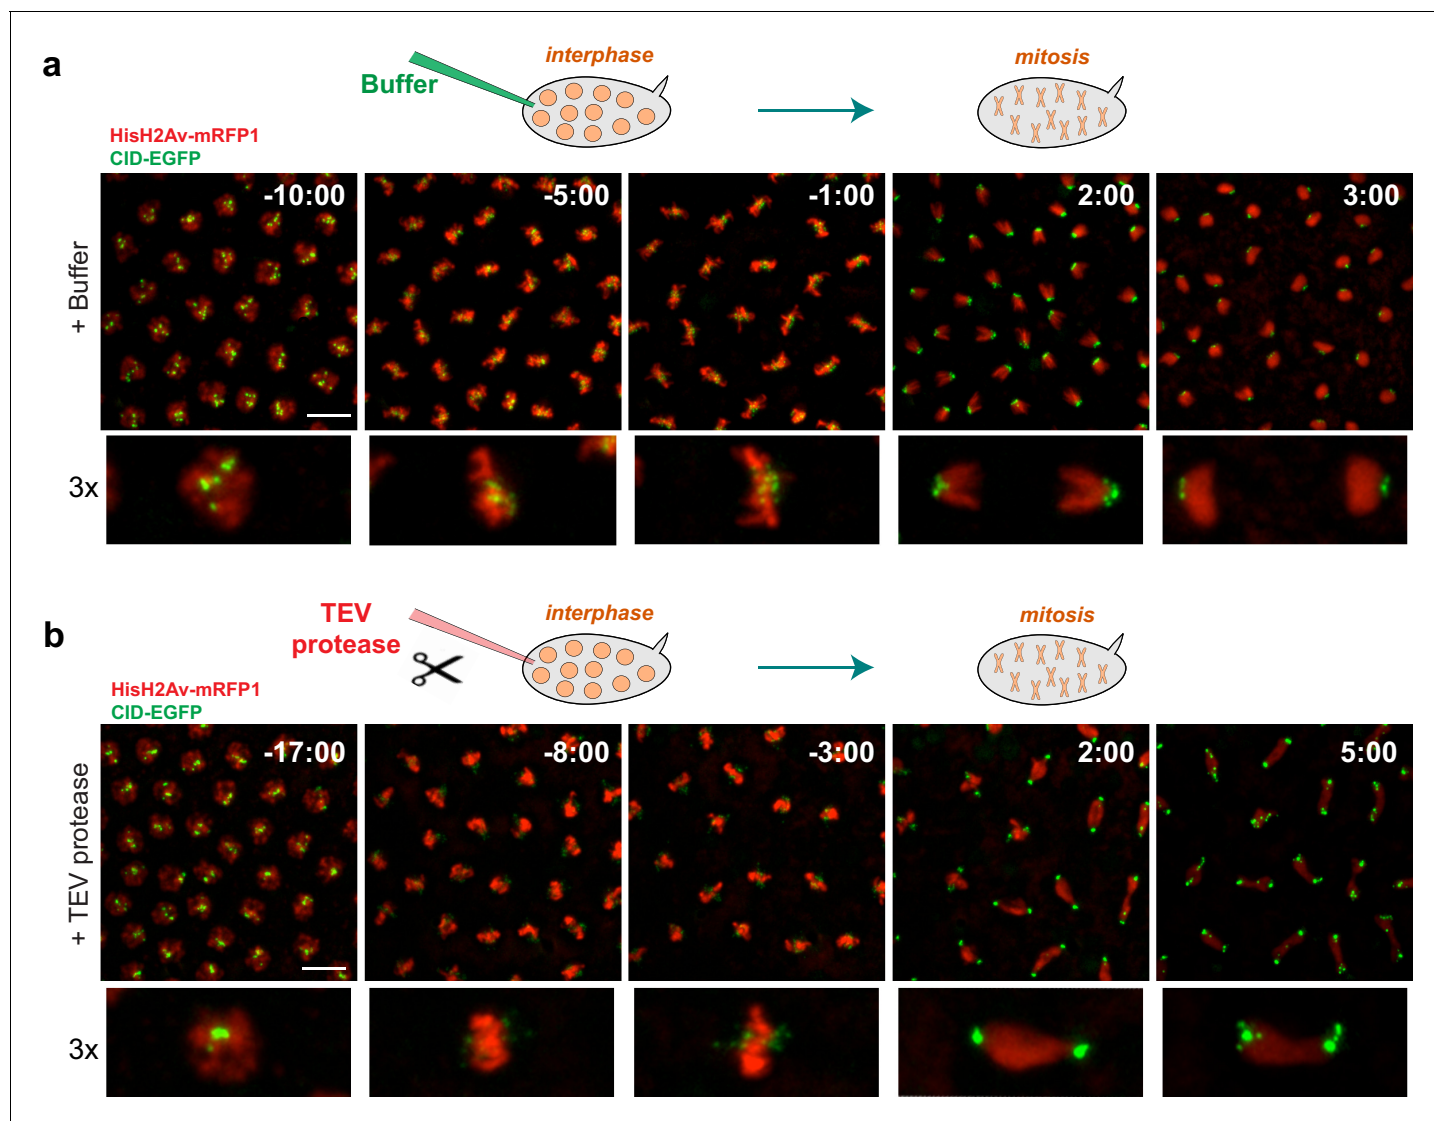 a
Buffer
interphase
mitosis
HisH2Av-mRFP1
CID-EGFP
+ Buffer
-10:00
-5:00
-1:00
2:00
3:00
3x
b
TEV
protease
interphase
mitosis
HisH2Av-mRFP1
CID-EGFP
+ TEV protease
-17:00
-8:00
-3:00
2:00
5:00
3x